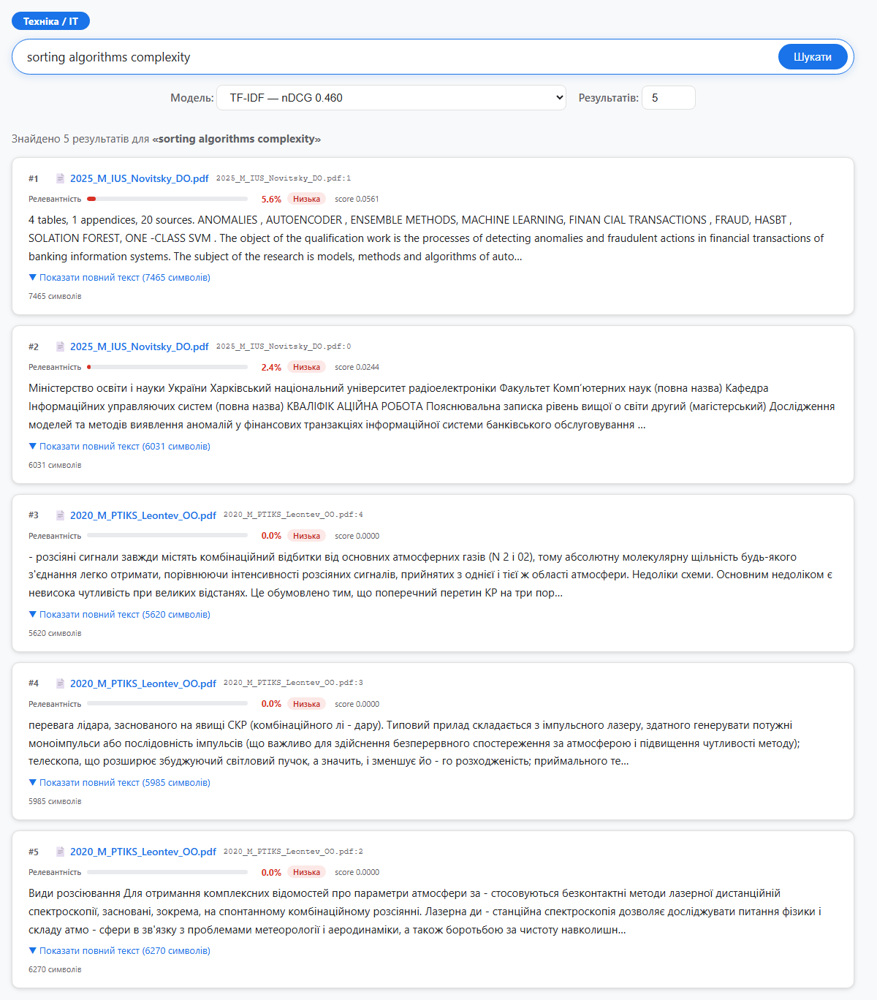 Техніка / IT
sorting algorithms complexity
Шукати
Модель: TF-IDF — nDCG 0.460 Результатів: 5
Знайдено 5 результатів для «sorting algorithms complexity»
#1 2025_M_IUS_Novitsky_DO.pdf 2025_M_IUS_Novitsky_DO.pdf:1
Релевантність 5.6% Низька score 0.0561
4 tables, 1 appendices, 20 sources. ANOMALIES , AUTOENCODER , ENSEMBLE METHODS, MACHINE LEARNING, FINAN CIAL TRANSACTIONS , FRAUD, HASBT ,
SOLATION FOREST, ONE -CLASS SVM . The object of the qualification work is the processes of detecting anomalies and fraudulent actions in financial transactions of
banking information systems. The subject of the research is models, methods and algorithms of auto...
▼ Показати повний текст (7465 символів)
7465 символів
#2 2025_M_IUS_Novitsky_DO.pdf 2025_M_IUS_Novitsky_DO.pdf:0
Релевантність 2.4% Низька score 0.0244
Міністерство освіти і науки України Харківський національний університет радіоелектроніки Факультет Комп’ютерних наук (повна назва) Кафедра
Інформаційних управляючих систем (повна назва) КВАЛІФІК АЦІЙНА РОБОТА Пояснювальна записка рівень вищої о світи другий (магістерський) Дослідження
моделей та методів виявлення аномалій у фінансових транзакціях інформаційної системи банківського обслуговування ...
▼ Показати повний текст (6031 символів)
6031 символів
#3 2020_M_PTIKS_Leontev_OO.pdf 2020_M_PTIKS_Leontev_OO.pdf:4
Релевантність 0.0% Низька score 0.0000
- розсіяні сигнали завжди містять комбінаційний відбитки від основних атмосферних газів (N 2 і 02), тому абсолютну молекулярну щільність будь-якого
з'єднання легко отримати, порівнюючи інтенсивності розсіяних сигналів, прийнятих з однієї і тієї ж області атмосфери. Недоліки схеми. Основним недоліком є
невисока чутливість при великих відстанях. Це обумовлено тим, що поперечний перетин КР на три пор...
▼ Показати повний текст (5620 символів)
5620 символів
#4 2020_M_PTIKS_Leontev_OO.pdf 2020_M_PTIKS_Leontev_OO.pdf:3
Релевантність 0.0% Низька score 0.0000
перевага лідара, заснованого на явищі СКР (комбінаційного лі - дару). Типовий прилад складається з імпульсного лазеру, здатного генерувати потужні
моноімпульси або послідовність імпульсів (що важливо для здійснення безперервного спостереження за атмосферою і підвищення чутливості методу);
телескопа, що розширює збуджуючий світловий пучок, а значить, і зменшує йо - го розходженість; приймального те...
▼ Показати повний текст (5985 символів)
5985 символів
#5 2020_M_PTIKS_Leontev_OO.pdf 2020_M_PTIKS_Leontev_OO.pdf:2
Релевантність 0.0% Низька score 0.0000
Види розсіювання Для отримання комплексних відомостей про параметри атмосфери за - стосовуються безконтактні методи лазерної дистанційній
спектроскопії, засновані, зокрема, на спонтанному комбінаційному розсіянні. Лазерна ди - станційна спектроскопія дозволяє досліджувати питання фізики і
складу атмо - сфери в зв'язку з проблемами метеорології і аеродинаміки, а також боротьбою за чистоту навколишн...
▼ Показати повний текст (6270 символів)
6270 символів